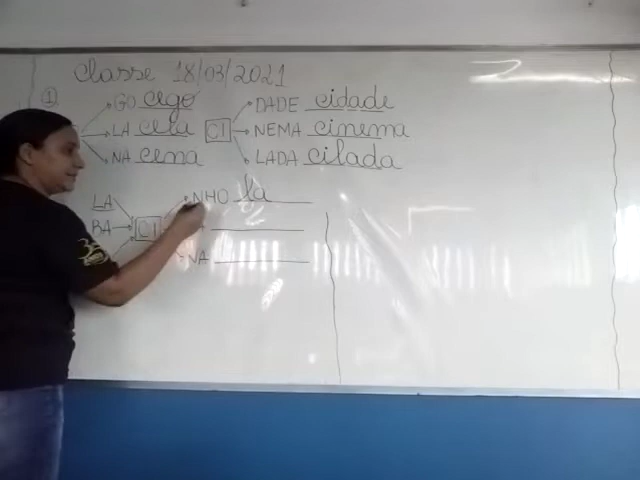 Classe 18/03/2021
1)
GO cego CI DADE cidade
LA cela NEMA cinema
NA cena LADA cilada
LA CI NHO la
BA
NA